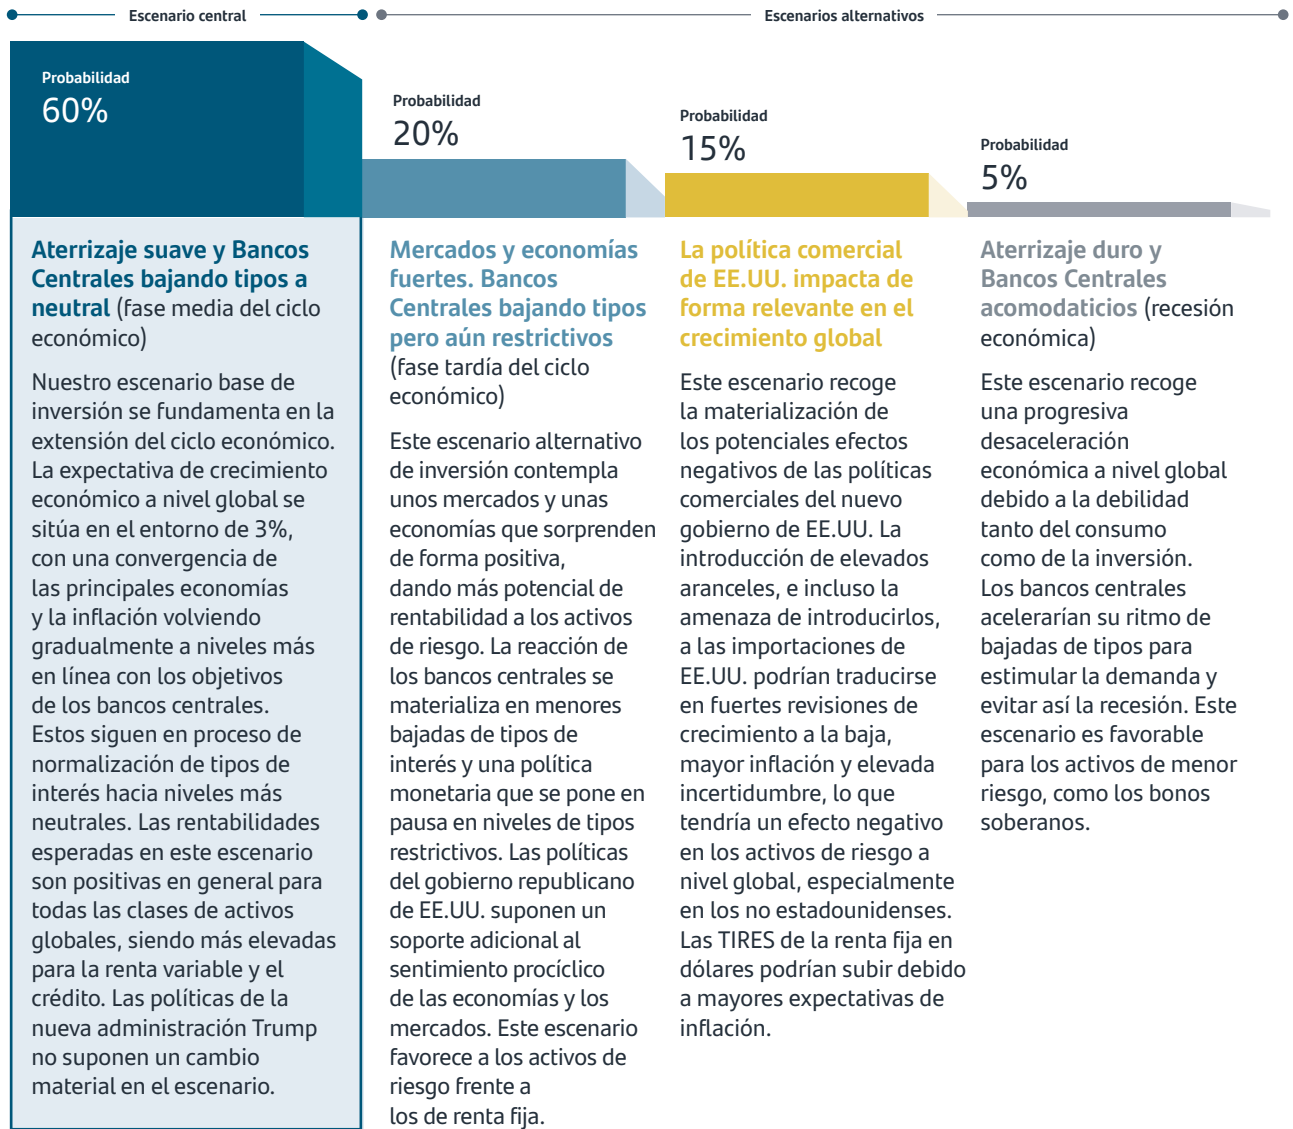 Escenario central
Escenarios alternativos
Probabilidad
60%
Aterrizaje suave y Bancos
Centrales bajando tipos a
neutral (fase media del ciclo
económico)
Nuestro escenario base de
inversión se fundamenta en la
extensión del ciclo económico.
La expectativa de crecimiento
económico a nivel global se
sitúa en el entorno de 3%,
con una convergencia de
las principales economías
y la inflación volviendo
gradualmente a niveles más
en línea con los objetivos
de los bancos centrales.
Estos siguen en proceso de
normalización de tipos de
interés hacia niveles más
neutrales. Las rentabilidades
esperadas en este escenario
son positivas en general para
todas las clases de activos
globales, siendo más elevadas
para la renta variable y el
crédito. Las políticas de la
nueva administración Trump
no suponen un cambio
material en el escenario.
Probabilidad
20%
Mercados y economías
fuertes. Bancos
Centrales bajando tipos
pero aún restrictivos
(fase tardía del ciclo
económico)
Este escenario alternativo
de inversión contempla
unos mercados y unas
economías que sorprenden
de forma positiva,
dando más potencial de
rentabilidad a los activos
de riesgo. La reacción de
los bancos centrales se
materializa en menores
bajadas de tipos de
interés y una política
monetaria que se pone en
pausa en niveles de tipos
restrictivos. Las políticas
del gobierno republicano
de EE.UU. suponen un
soporte adicional al
sentimiento procíclico
de las economías y los
mercados. Este escenario
favorece a los activos de
riesgo frente a
los de renta fija.
Probabilidad
15%
La política comercial
de EE.UU. impacta de
forma relevante en el
crecimiento global
Este escenario recoge
la materialización de
los potenciales efectos
negativos de las políticas
comerciales del nuevo
gobierno de EE.UU. La
introducción de elevados
aranceles, e incluso la
amenaza de introducirlos,
a las importaciones de
EE.UU. podrían traducirse
en fuertes revisiones de
crecimiento a la baja,
mayor inflación y elevada
incertidumbre, lo que
tendría un efecto negativo
en los activos de riesgo a
nivel global, especialmente
en los no estadounidenses.
Las TIRES de la renta fija en
dólares podrían subir debido
a mayores expectativas de
inflación.
Probabilidad
5%
Aterrizaje duro y
Bancos Centrales
acomodaticios (recesión
económica)
Este escenario recoge
una progresiva
desaceleración
económica a nivel global
debido a la debilidad
tanto del consumo
como de la inversión.
Los bancos centrales
acelerarían su ritmo de
bajadas de tipos para
estimular la demanda y
evitar así la recesión. Este
escenario es favorable
para los activos de menor
riesgo, como los bonos
soberanos.